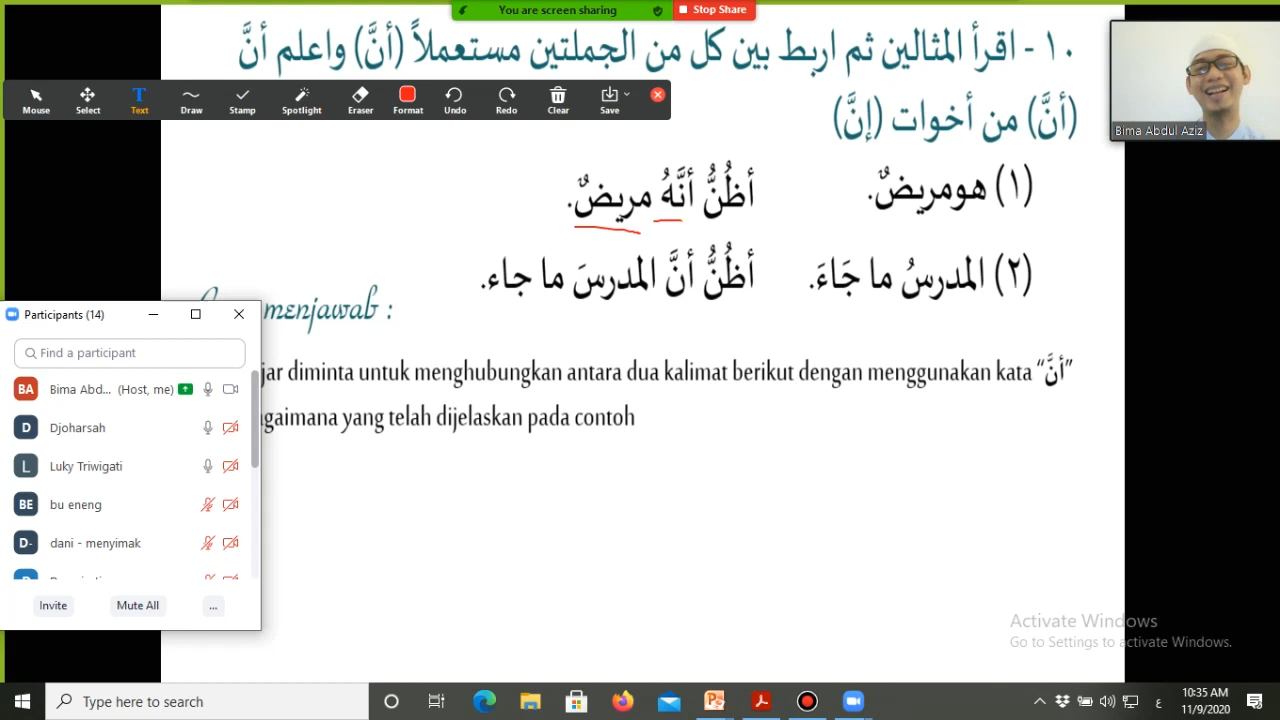 You are screen sharing
Stop Share
١٠ - اقرأ المثالين ثم اربط بين كل من الجملتين مستعملاً (أنَّ) واعلم أنَّ
Mouse Select Text Draw Stamp Spotlight Eraser Format Undo Redo Clear Save
(أنَّ) من أخوات (إنَّ)
Bima Abdul Aziz
(١) هومريضٌ. أظُنُّ أنَّهُ مريضٌ.
(٢) المدرسُ ما جَاءَ. أظُنُّ أنَّ المدرسَ ما جاء.
menjawab :
jar diminta untuk menghubungkan antara dua kalimat berikut dengan menggunakan kata “أنَّ”
agaimana yang telah dijelaskan pada contoh
Participants (14)
Find a participant
BA Bima Abd... (Host, me)
D Djoharsah
L Luky Triwigati
BE bu eneng
D- dani - menyimak
Invite Mute All ...
Activate Windows
Go to Settings to activate Windows.
Type here to search
ع
10:35 AM
11/9/2020